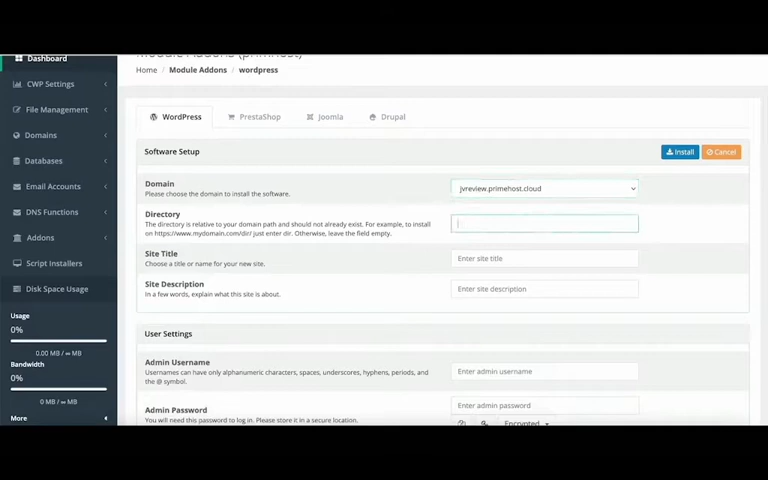 Module Addons (primhost)
Dashboard
Home / Module Addons / wordpress
CWP Settings
File Management
Domains
Databases
Email Accounts
DNS Functions
Addons
Script Installers
Disk Space Usage
Usage
0%
0.00 MB / ∞ MB
Bandwidth
0%
0 MB / ∞ MB
More
WordPress PrestaShop Joomla Drupal
Software Setup Install Cancel
Domain
Please choose the domain to install the software.
jvreview.primehost.cloud
Directory
The directory is relative to your domain path and should not already exist. For example, to install
on https://www.mydomain.com/dir/ just enter dir. Otherwise, leave the field empty.
Site Title
Choose a title or name for your new site.
Enter site title
Site Description
In a few words, explain what this site is about.
Enter site description
User Settings
Admin Username
Usernames can have only alphanumeric characters, spaces, underscores, hyphens, periods, and
the @ symbol.
Enter admin username
Admin Password
You will need this password to log in. Please store it in a secure location.
Enter admin password
Encrypted